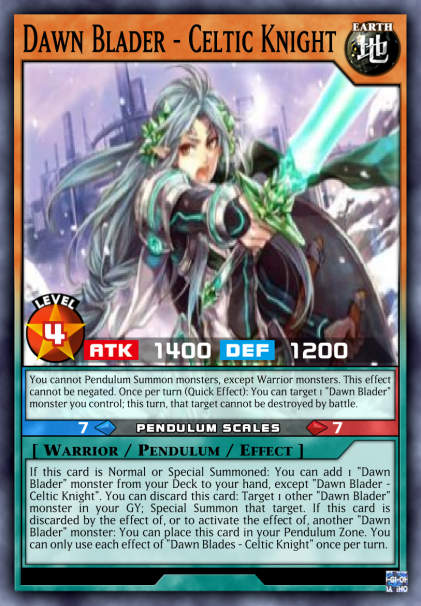 Dawn Blader - Celtic Knight
EARTH
地
LEVEL
4
ATK 1400 DEF 1200
You cannot Pendulum Summon monsters, except Warrior monsters. This effect
cannot be negated. Once per turn (Quick Effect): You can target 1 "Dawn Blader"
monster you control; this turn, that target cannot be destroyed by battle.
7 PENDULUM SCALES 7
[ Warrior / Pendulum / Effect ]
If this card is Normal or Special Summoned: You can add 1 "Dawn
Blader" monster from your Deck to your hand, except "Dawn Blader -
Celtic Knight". You can discard this card: Target 1 other "Dawn Blader"
monster in your GY; Special Summon that target. If this card is
discarded by the effect of, or to activate the effect of, another "Dawn
Blader" monster: You can place this card in your Pendulum Zone. You can
only use each effect of "Dawn Blades - Celtic Knight" once per turn.